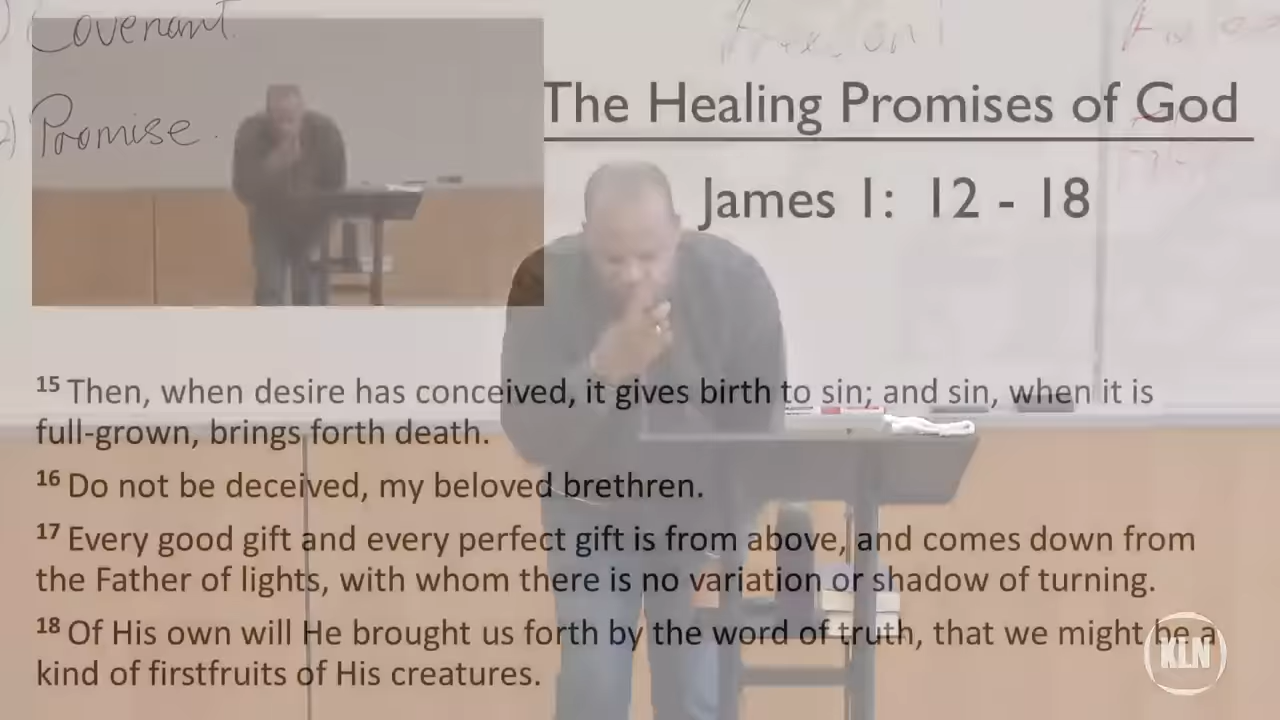 Covenant.
2) Promise.
The Healing Promises of God
James 1: 12 - 18
15 Then, when desire has conceived, it gives birth to sin; and sin, when it is
full-grown, brings forth death.
16 Do not be deceived, my beloved brethren.
17 Every good gift and every perfect gift is from above, and comes down from
the Father of lights, with whom there is no variation or shadow of turning.
18 Of His own will He brought us forth by the word of truth, that we might be a
kind of firstfruits of His creatures.
KLN